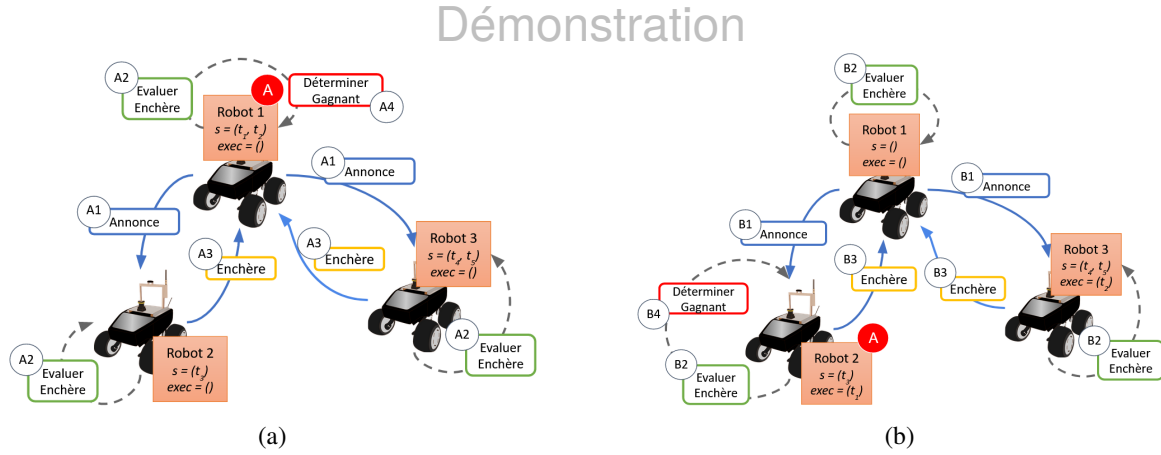 Démonstration
A2
Evaluer
Enchère
A
Déterminer
Gagnant
A4
Robot 1
s = (t1, t2)
exec = ()
A1
Annonce
A1
Annonce
A3
Enchère
A3
Enchère
Robot 3
s = (t4, t5)
exec = ()
A2
Evaluer
Enchère
Robot 2
s = (t3)
exec = ()
A2
Evaluer
Enchère
(a)
B2
Evaluer
Enchère
Robot 1
s = ()
exec = ()
B1
Annonce
B1
Annonce
B3
Enchère
B3
Enchère
Robot 3
s = (t4, t5)
exec = (t2)
B2
Evaluer
Enchère
Déterminer
Gagnant
B4
A
Robot 2
s = (t3)
exec = (t1)
B2
Evaluer
Enchère
(b)